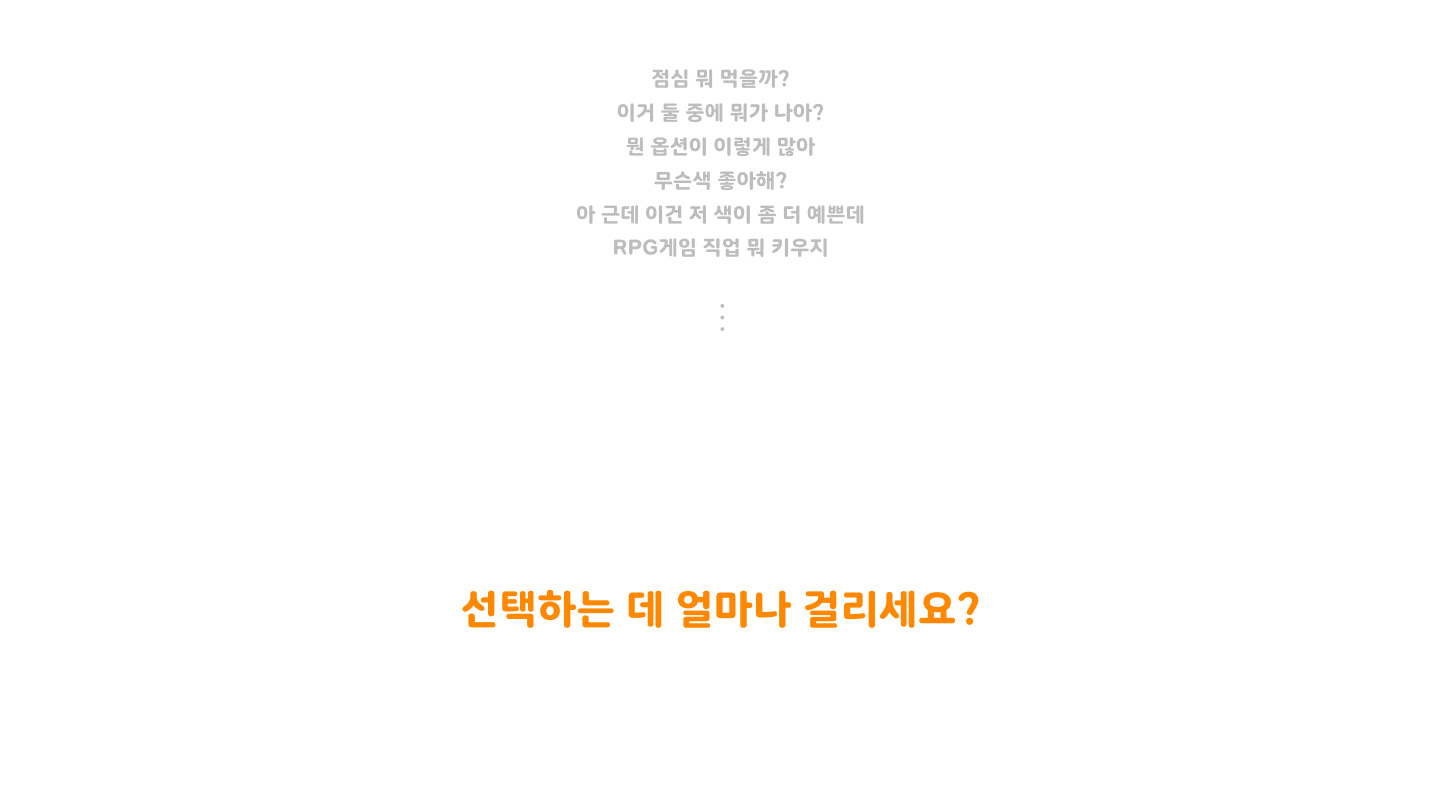 점심 뭐 먹을까?
이거 둘 중에 뭐가 나아?
뭔 옵션이 이렇게 많아
무슨색 좋아해?
아 근데 이건 저 색이 좀 더 예쁜데
RPG게임 직업 뭐 키우지
⋮
선택하는 데 얼마나 걸리세요?